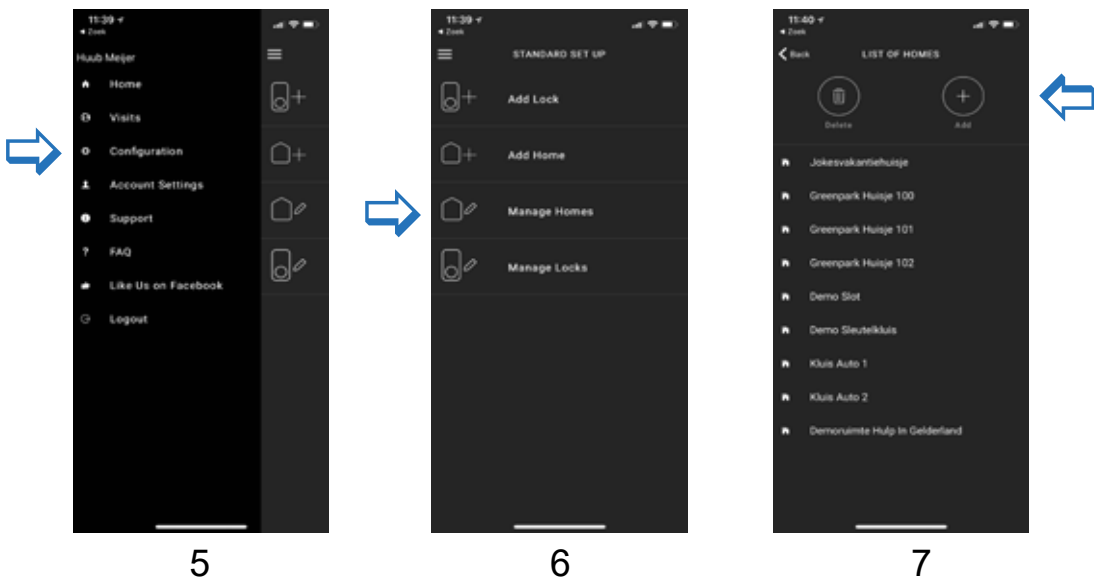 11:39
Zoek
Huub Meijer
Home
Visits
Configuration
Account Settings
Support
? FAQ
Like Us on Facebook
Logout
5
11:39
Zoek
STANDARD SET UP
Add Lock
Add Home
Manage Homes
Manage Locks
6
11:40
Zoek
Back
LIST OF HOMES
Delete
Add
Jokesvakantiehuisje
Greenpark Huisje 100
Greenpark Huisje 101
Greenpark Huisje 102
Demo Slot
Demo Sleutelkluis
Kluis Auto 1
Kluis Auto 2
Demoruimte Hulp In Gelderland
7